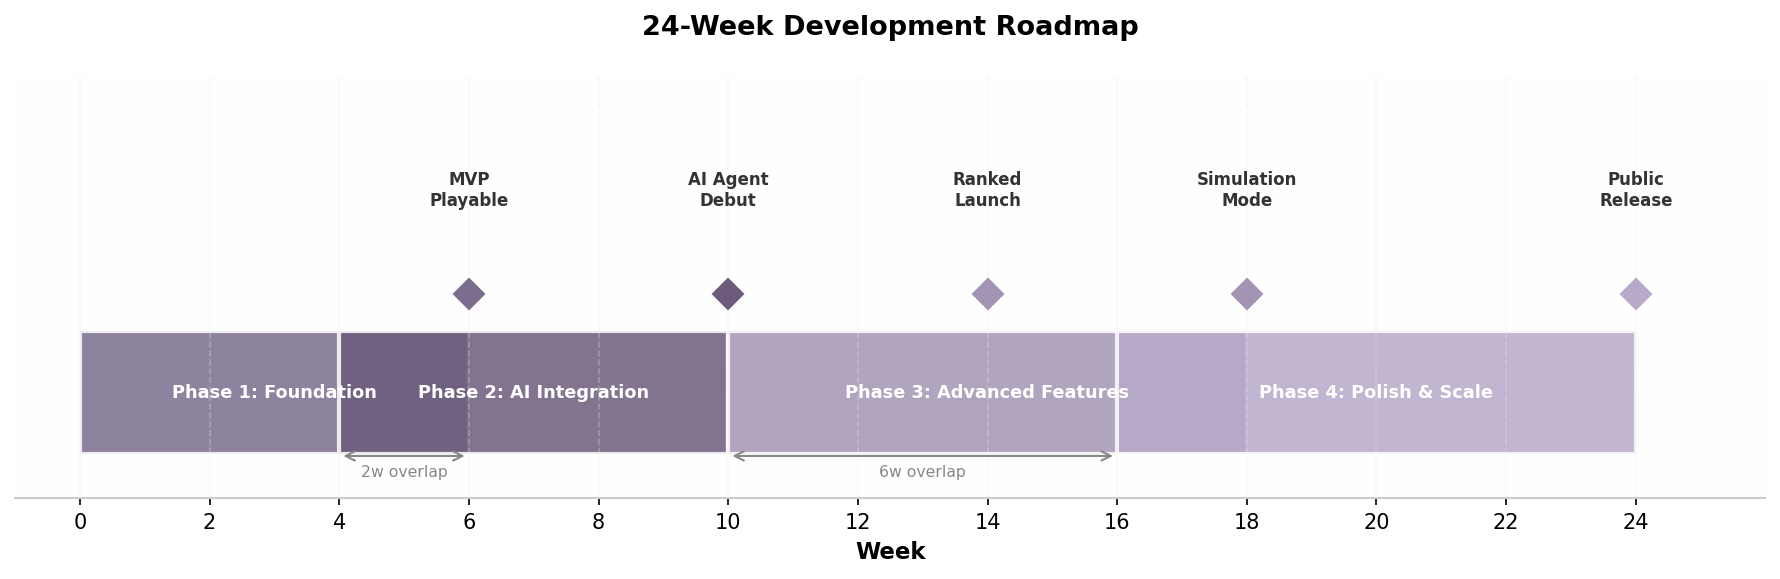 24-Week Development Roadmap
MVP
Playable
AI Agent
Debut
Ranked
Launch
Simulation
Mode
Public
Release
Phase 1: Foundation
Phase 2: AI Integration
Phase 3: Advanced Features
Phase 4: Polish & Scale
2w overlap
6w overlap
0 2 4 6 8 10 12 14 16 18 20 22 24
Week